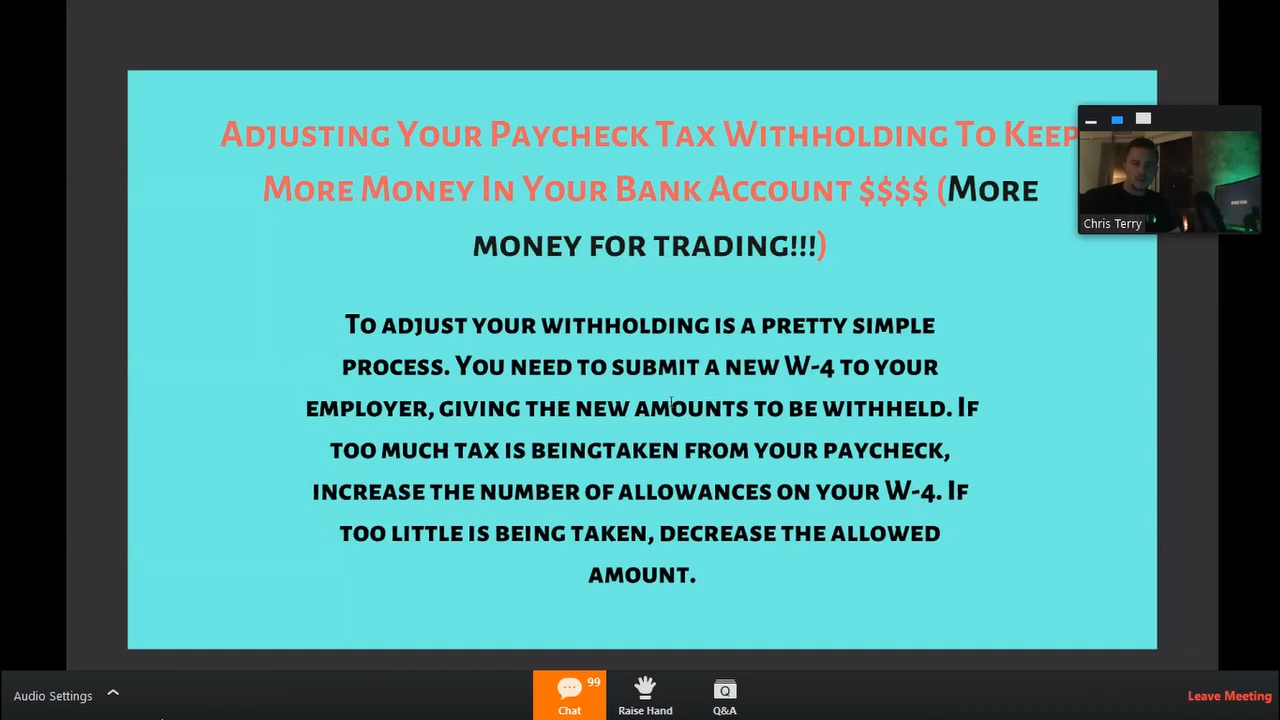 Adjusting Your Paycheck Tax Withholding To Keep
More Money In Your Bank Account $$$$ (More
money for trading!!!)
To adjust your withholding is a pretty simple
process. You need to submit a new W-4 to your
employer, giving the new amounts to be withheld. If
too much tax is beingtaken from your paycheck,
increase the number of allowances on your W-4. If
too little is being taken, decrease the allowed
amount.
Chris Terry
Audio Settings
99
Chat
Raise Hand
Q
Q&A
Leave Meeting